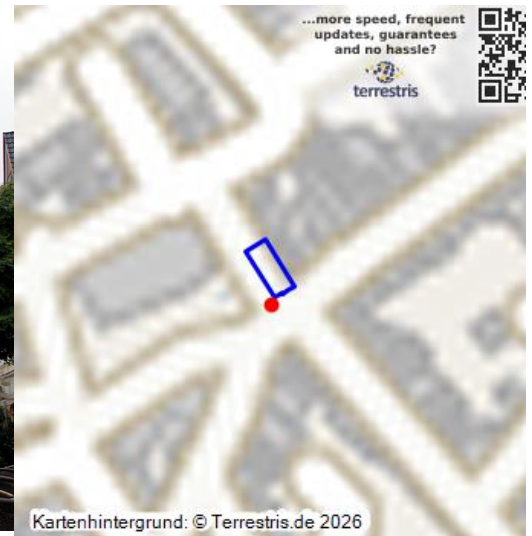 ...more speed, frequent
updates, guarantees
and no hassle?
terrestris
Kartenhintergrund: © Terrestris.de 2026